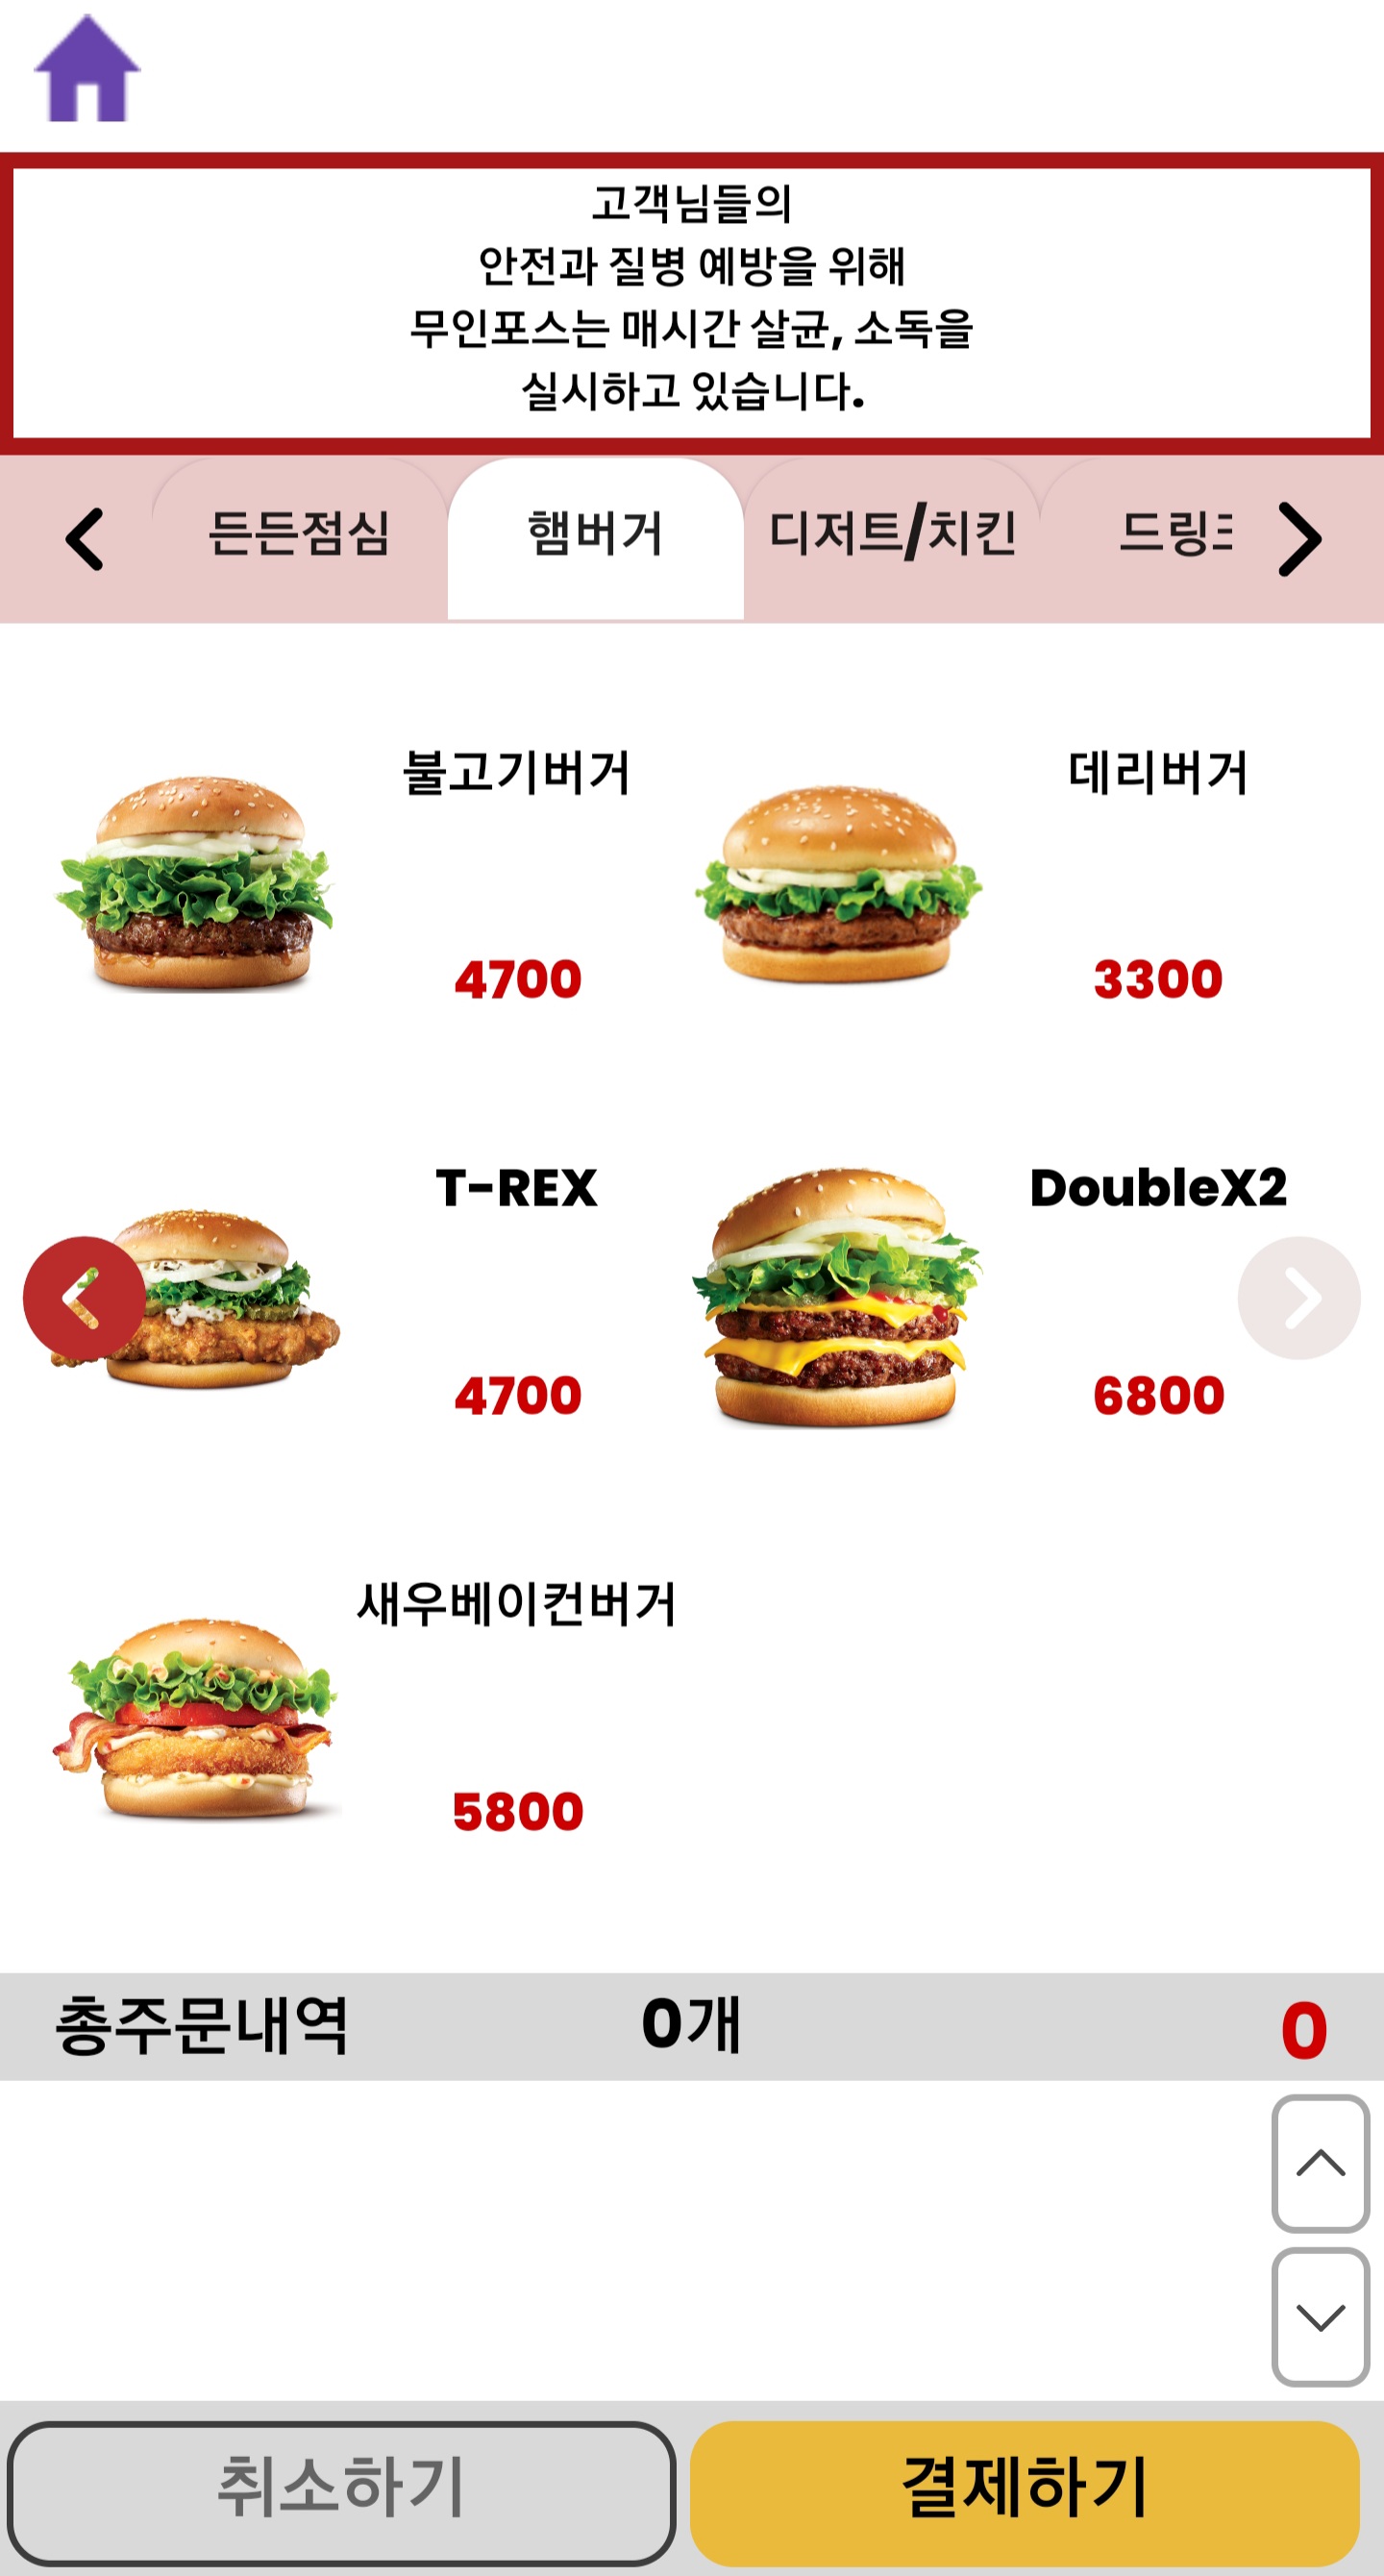 고객님들의
안전과 질병 예방을 위해
무인포스는 매시간 살균, 소독을
실시하고 있습니다.
든든점심 햄버거 디저트/치킨
불고기버거 데리버거
4700 3300
T-REX DoubleX2
4700 6800
새우베이컨버거
5800
총주문내역 0개 0
취소하기 결제하기